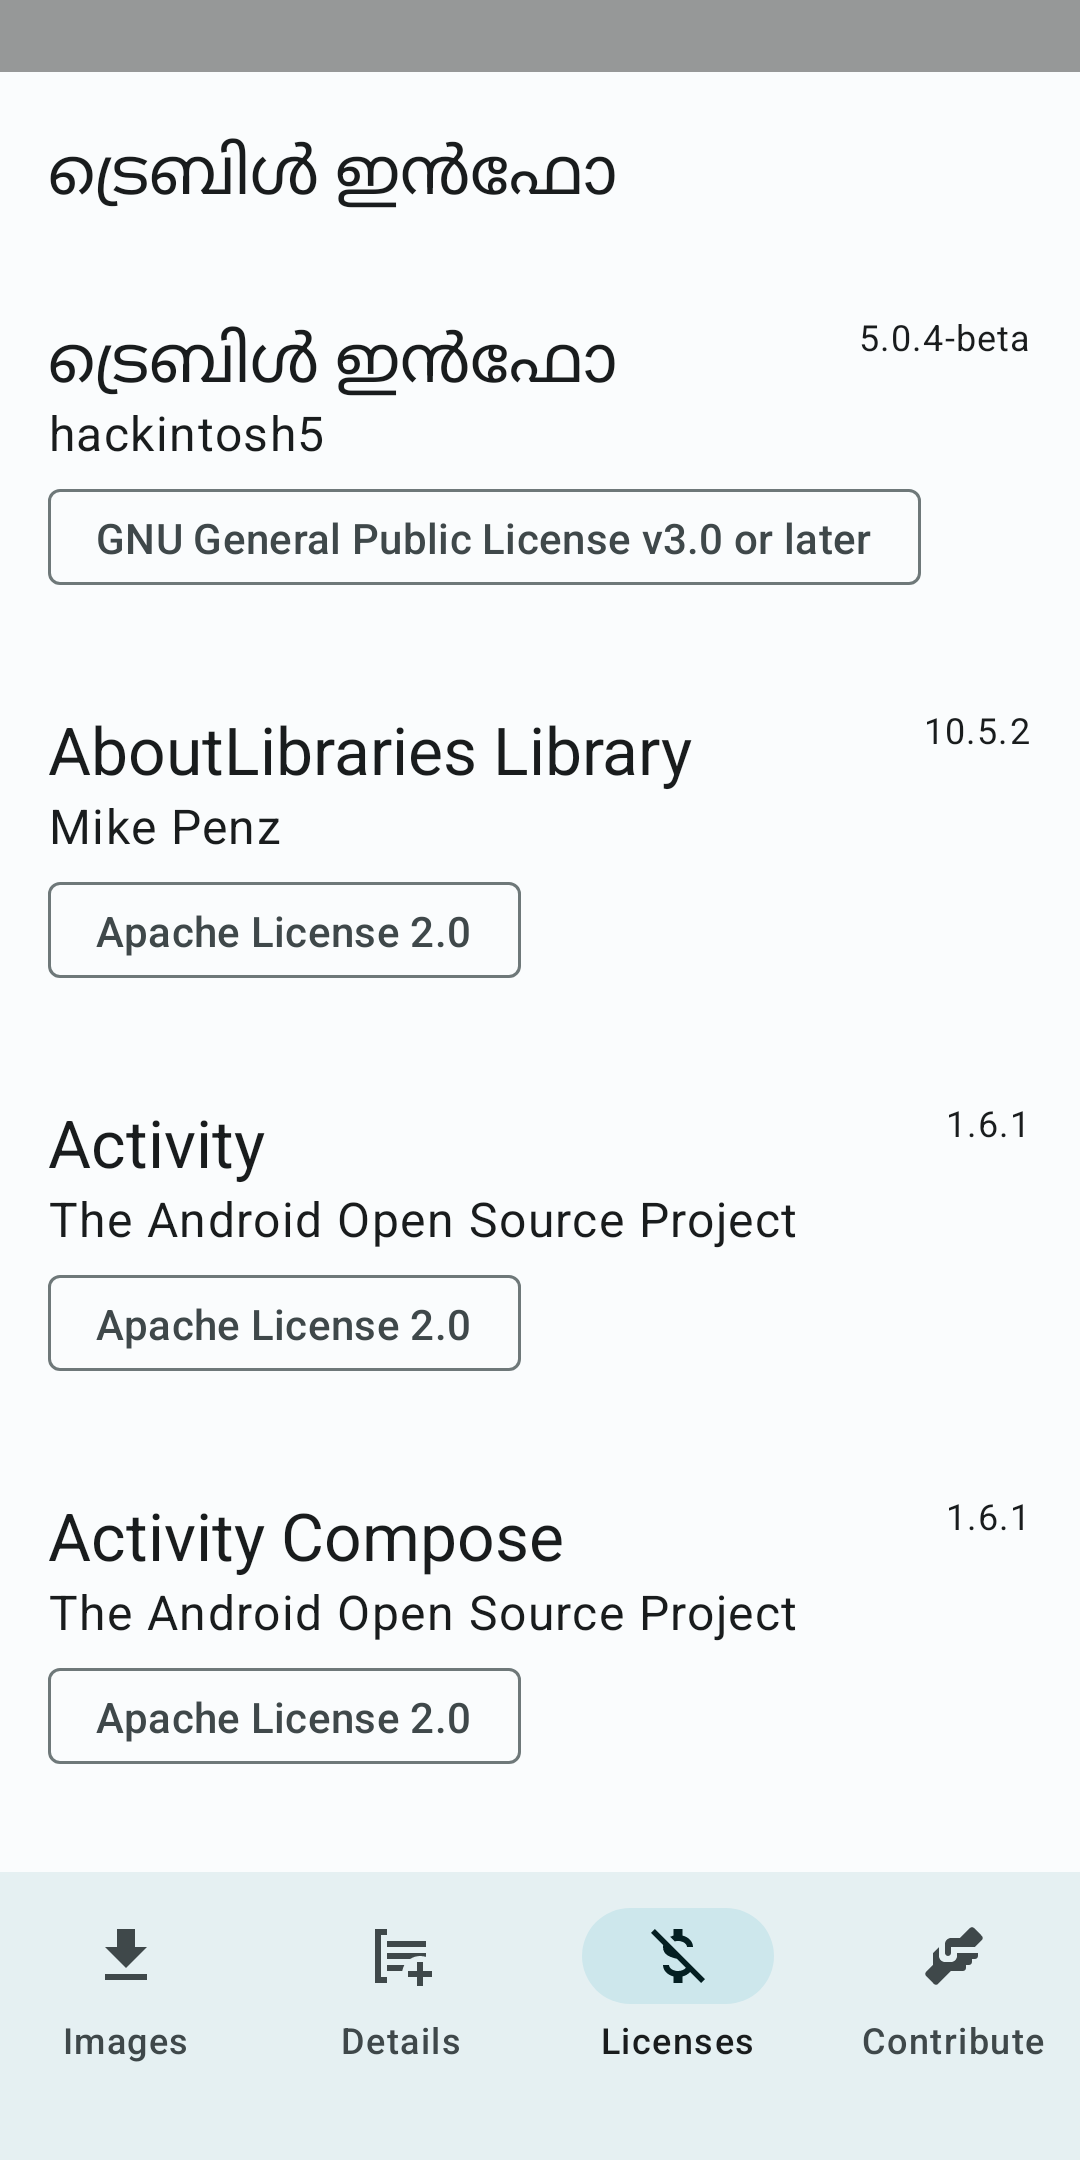 ട്രെബിൾ ഇൻഫോ
ട്രെബിൾ ഇൻഫോ
5.0.4-beta
hackintosh5
GNU General Public License v3.0 or later
AboutLibraries Library
10.5.2
Mike Penz
Apache License 2.0
Activity
1.6.1
The Android Open Source Project
Apache License 2.0
Activity Compose
1.6.1
The Android Open Source Project
Apache License 2.0
Images
Details
Licenses
Contribute